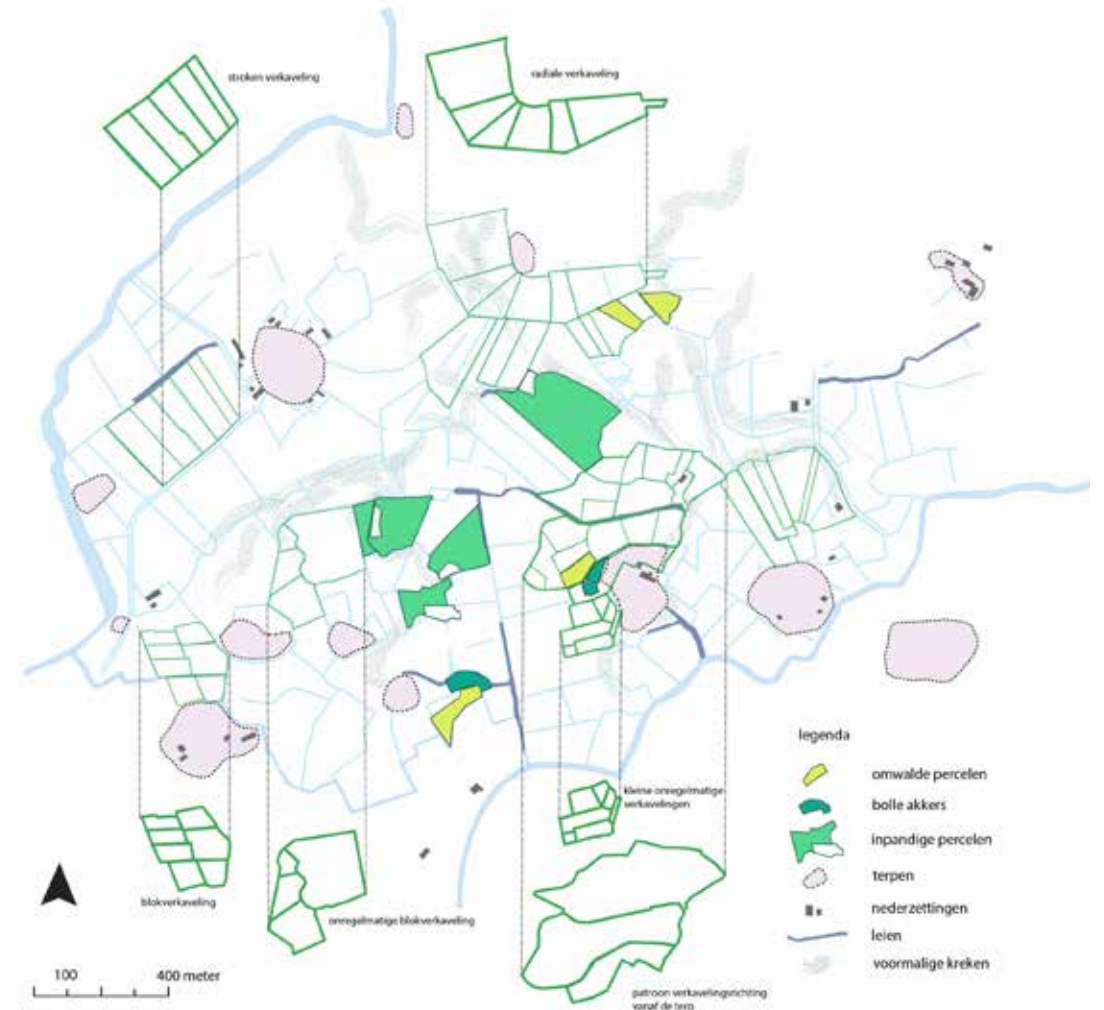 stroken verkaveling
radiale verkaveling
legenda
omwalde percelen
bolle akkers
inpandige percelen
terpen
nederzettingen
leien
voormalige kreken
kleine onregelmatige
verkavelingen
blokverkaveling
onregelmatige blokverkaveling
patroon verkavelingsrichting
vanaf de terp
100
400 meter